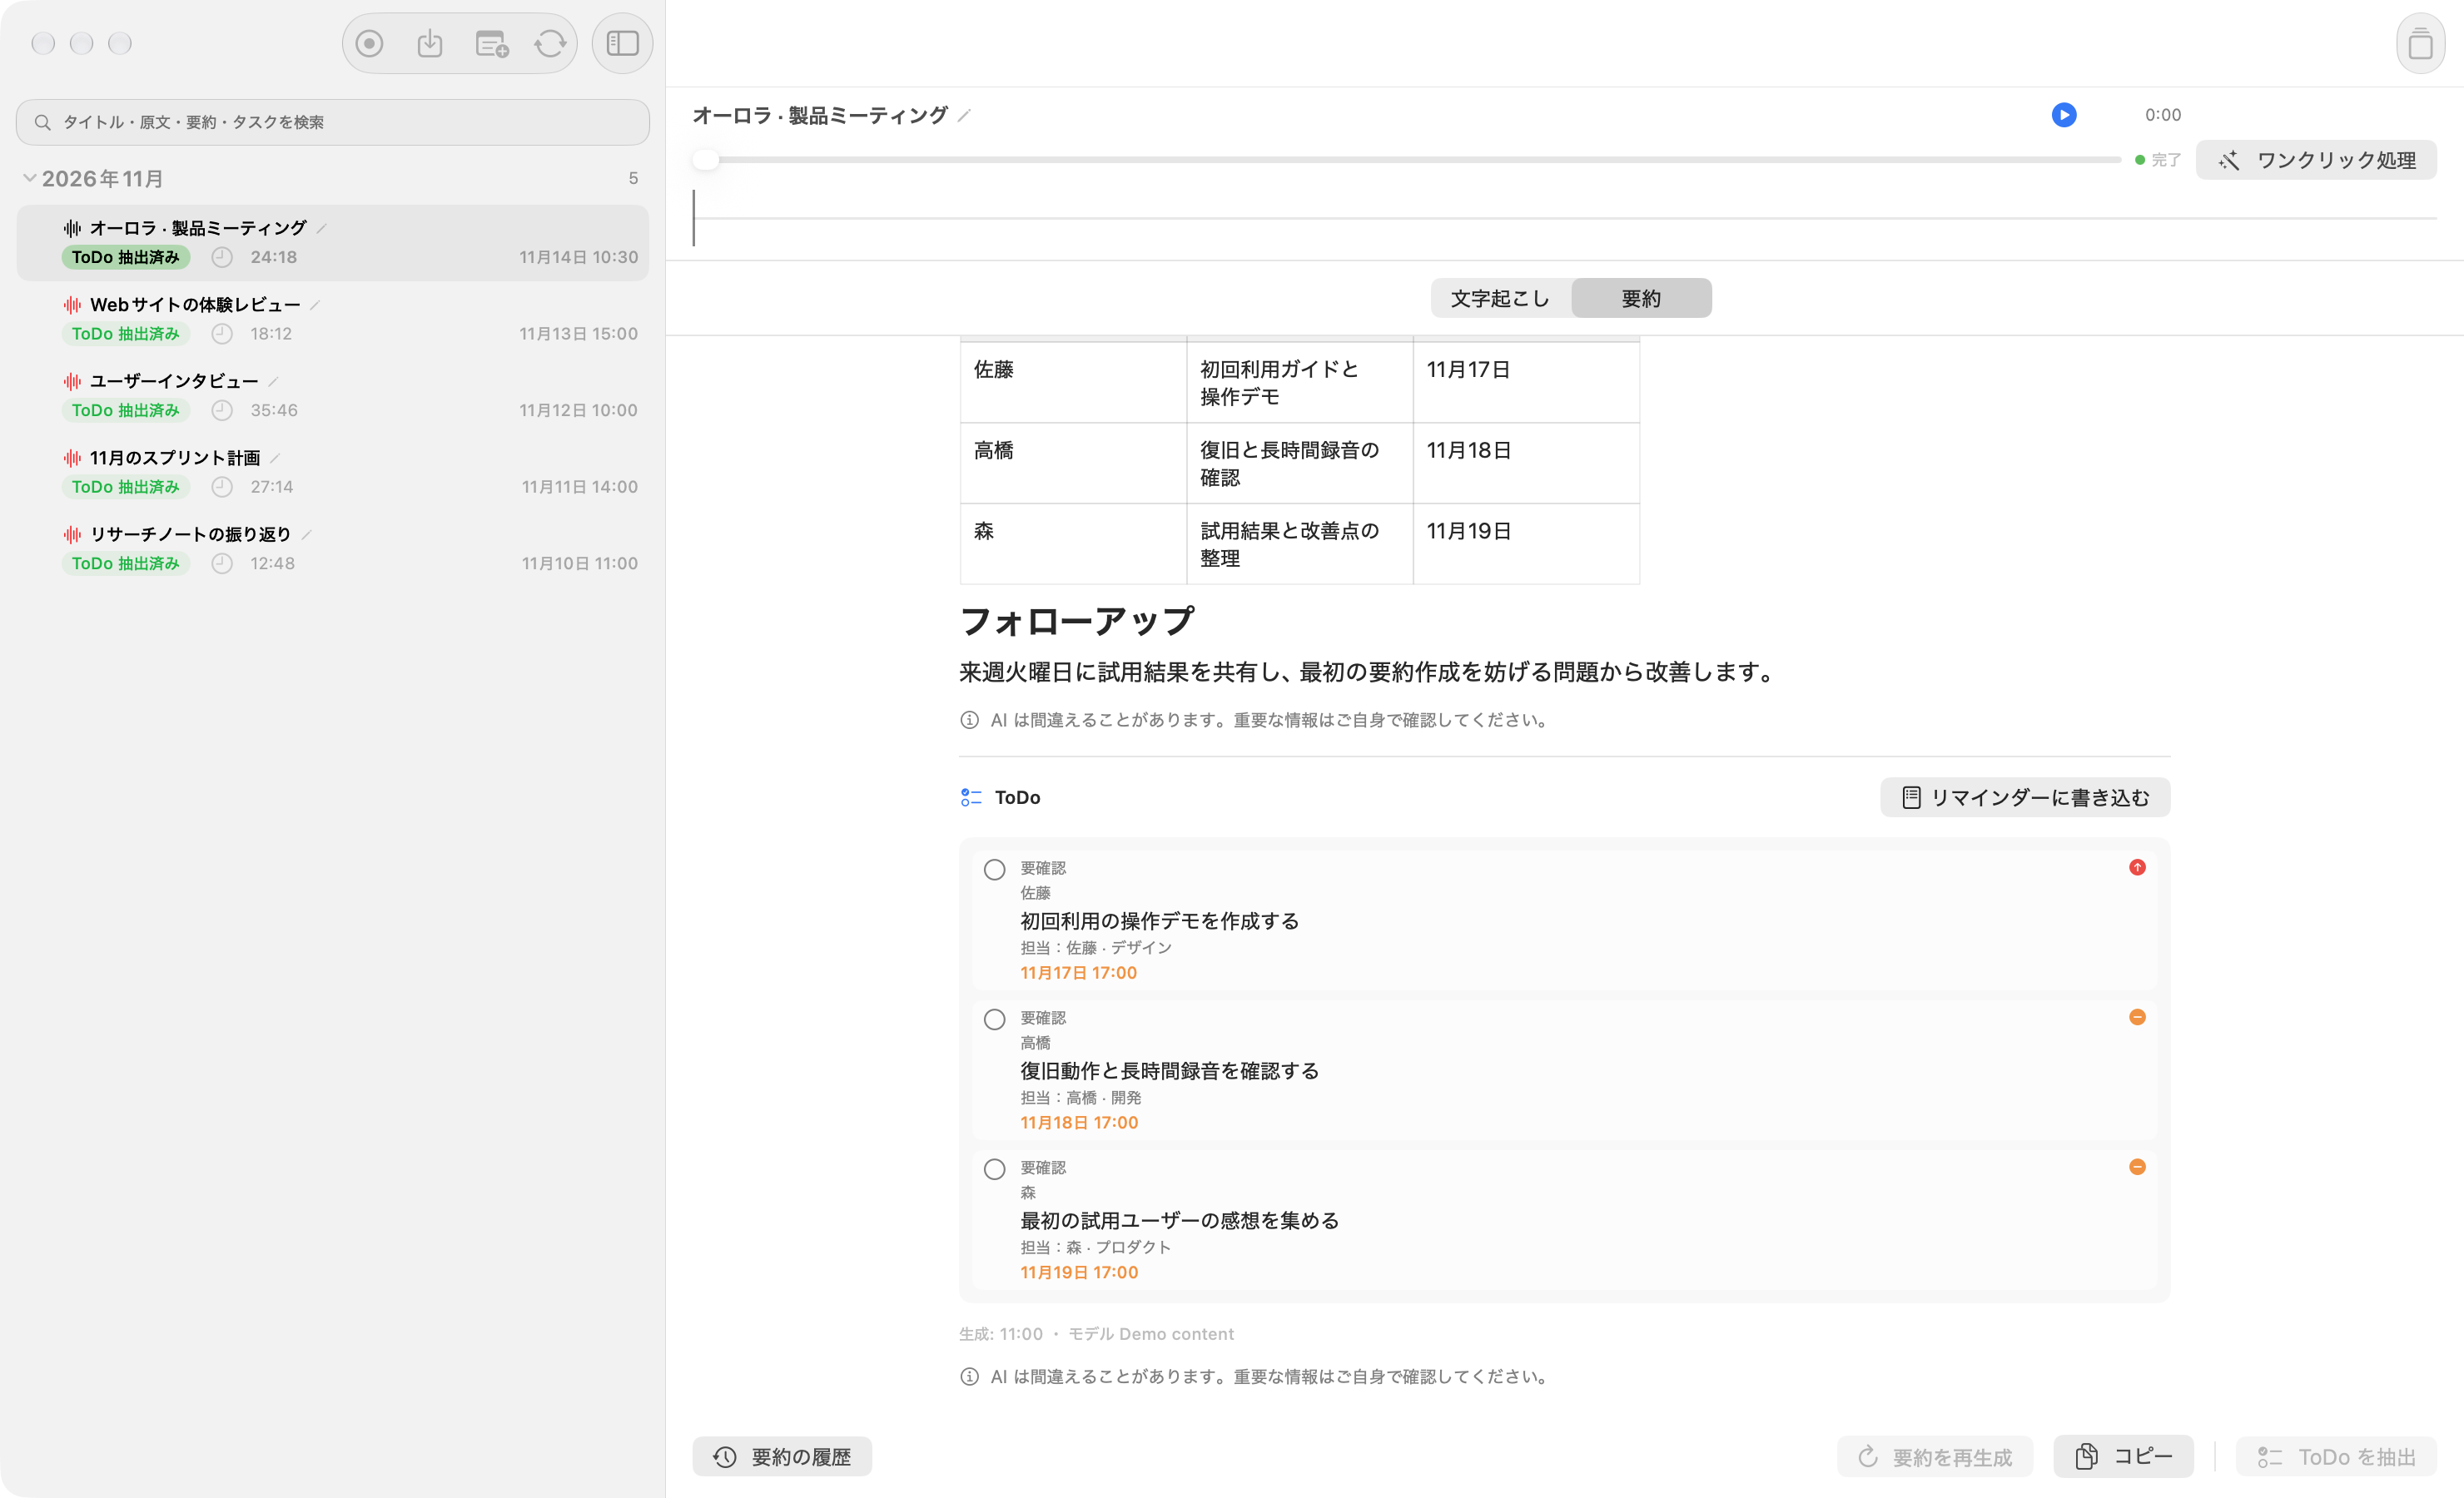 タイトル・原文・要約・タスクを検索
2026年11月
5
オーロラ · 製品ミーティング
ToDo 抽出済み 24:18 11月14日 10:30
Webサイトの体験レビュー
ToDo 抽出済み 18:12 11月13日 15:00
ユーザーインタビュー
ToDo 抽出済み 35:46 11月12日 10:00
11月のスプリント計画
ToDo 抽出済み 27:14 11月11日 14:00
リサーチノートの振り返り
ToDo 抽出済み 12:48 11月10日 11:00
オーロラ · 製品ミーティング
0:00
完了
ワンクリック処理
文字起こし
要約
佐藤
初回利用ガイドと
操作デモ
11月17日
高橋
復旧と長時間録音の
確認
11月18日
森
試用結果と改善点の
整理
11月19日
フォローアップ
来週火曜日に試用結果を共有し、最初の要約作成を妨げる問題から改善します。
AI は間違えることがあります。重要な情報はご自身で確認してください。
ToDo
リマインダーに書き込む
要確認
佐藤
初回利用の操作デモを作成する
担当：佐藤 · デザイン
11月17日 17:00
要確認
高橋
復旧動作と長時間録音を確認する
担当：高橋 · 開発
11月18日 17:00
要確認
森
最初の試用ユーザーの感想を集める
担当：森 · プロダクト
11月19日 17:00
生成: 11:00 ・ モデル Demo content
AI は間違えることがあります。重要な情報はご自身で確認してください。
要約の履歴
要約を再生成
コピー
ToDo を抽出